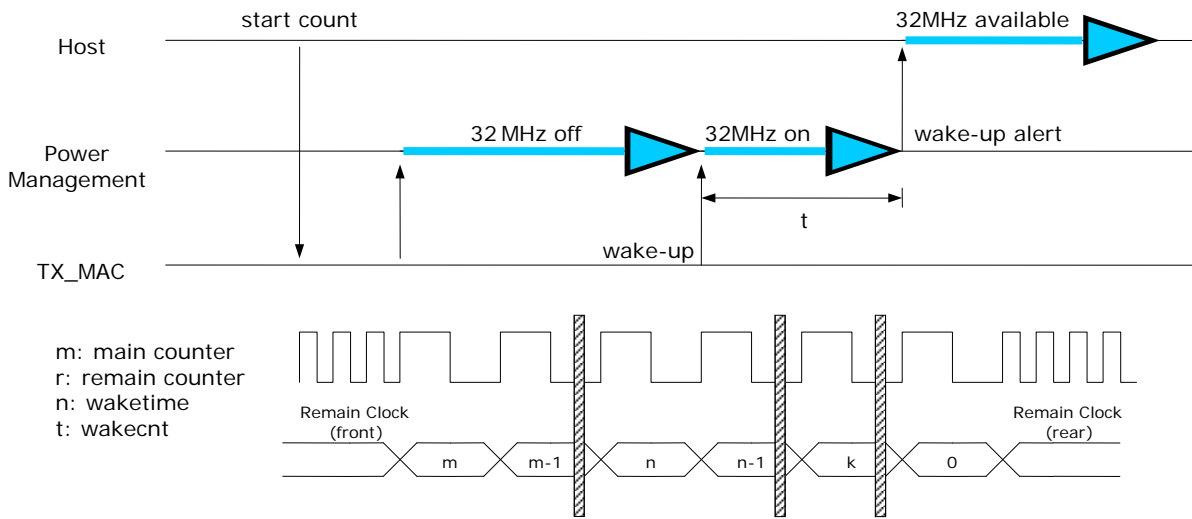 start count
32MHz available
Host
32 MHz off
32MHz on
wake-up alert
Power
Management
t
wake-up
TX_MAC
m: main counter
r: remain counter
n: waketime
t: wakecnt
Remain Clock
(front)
Remain Clock
(rear)
m
m-1
n
n-1
k
0